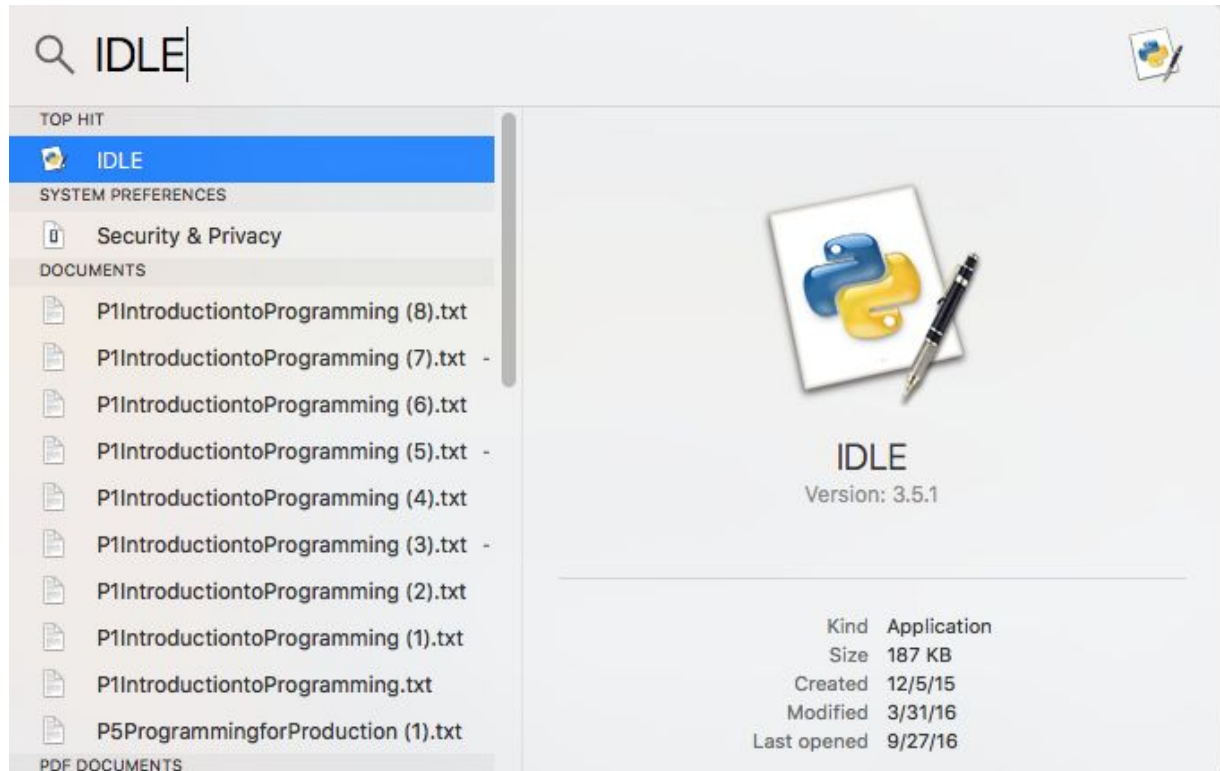 IDLE
TOP HIT
IDLE
SYSTEM PREFERENCES
Security & Privacy
DOCUMENTS
P1IntroductiontoProgramming (8).txt
P1IntroductiontoProgramming (7).txt -
P1IntroductiontoProgramming (6).txt
P1IntroductiontoProgramming (5).txt -
P1IntroductiontoProgramming (4).txt
P1IntroductiontoProgramming (3).txt -
P1IntroductiontoProgramming (2).txt
P1IntroductiontoProgramming (1).txt
P1IntroductiontoProgramming.txt
P5ProgrammingforProduction (1).txt
PDF DOCUMENTS
IDLE
Version: 3.5.1
Kind Application
Size 187 KB
Created 12/5/15
Modified 3/31/16
Last opened 9/27/16